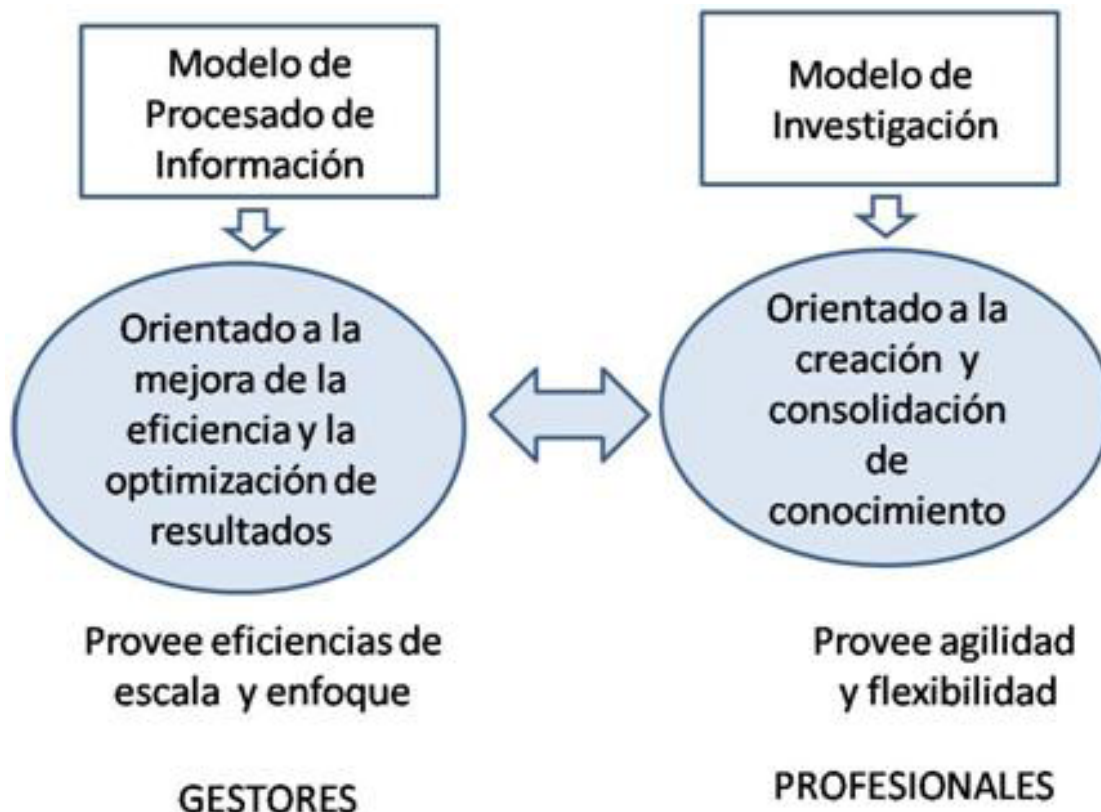 Modelo de
Procesado de
Información
Modelo de
Investigación
Orientado a la
mejora de la
eficiencia y la
optimización de
resultados
Orientado a la
creación y
consolidación
de
conocimiento
Provee eficiencias de
escala y enfoque
Provee agilidad
y flexibilidad
GESTORES
PROFESIONALES